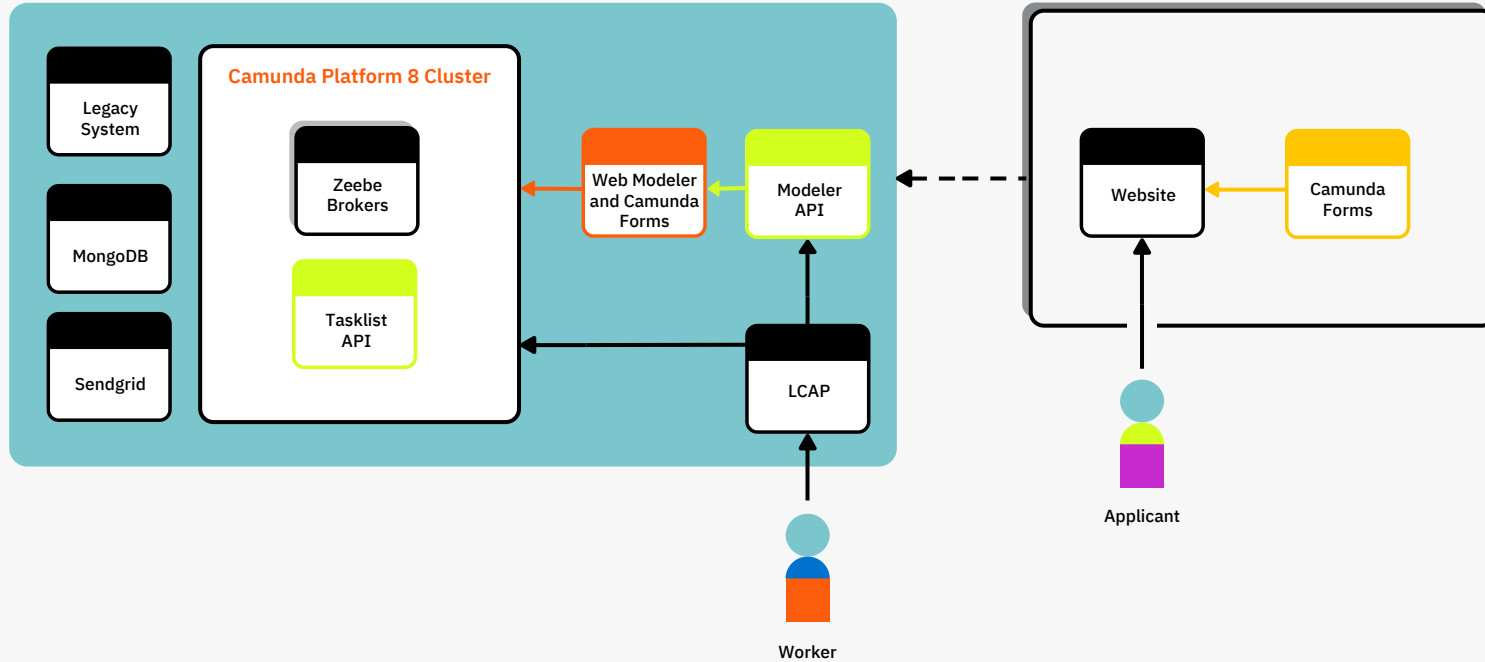 Camunda Platform 8 Cluster
Legacy
System
MongoDB
Sendgrid
Zeebe
Brokers
Tasklist
API
Web Modeler
and Camunda
Forms
Modeler
API
LCAP
Worker
Website
Camunda
Forms
Applicant